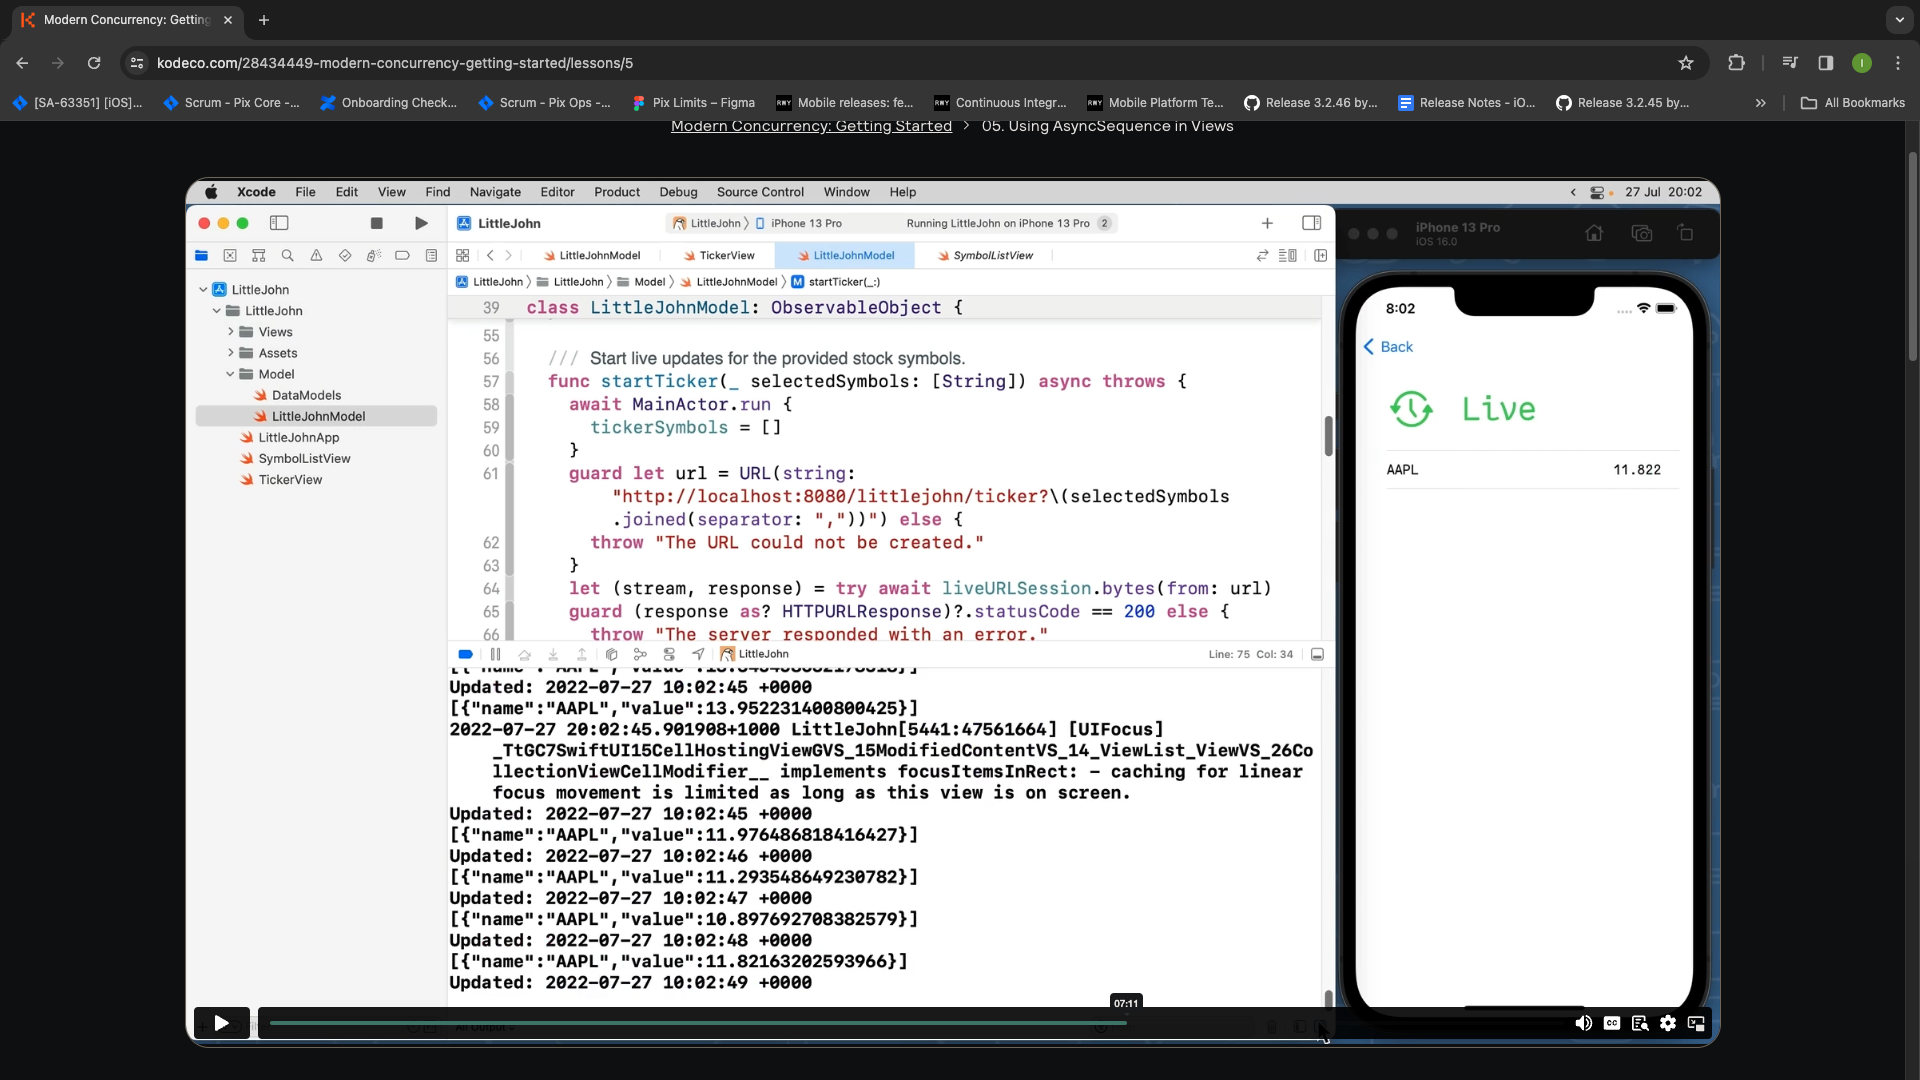 Modern Concurrency: Getting
kodeco.com/28434449-modern-concurrency-getting-started/lessons/5
[SA-63351] [iOS]...
Scrum - Pix Core -...
Onboarding Check...
Scrum - Pix Ops -...
Pix Limits – Figma
Mobile releases: fe...
Continuous Integr...
Mobile Platform Te...
Release 3.2.46 by...
Release Notes - iO...
Release 3.2.45 by...
All Bookmarks
Modern Concurrency: Getting Started > 05. Using AsyncSequence in Views
Xcode File Edit View Find Navigate Editor Product Debug Source Control Window Help
27 Jul 20:02
LittleJohn
LittleJohn 〉 iPhone 13 Pro
Running LittleJohn on iPhone 13 Pro 2
iPhone 13 Pro
iOS 16.0
LittleJohnModel
TickerView
LittleJohnModel
SymbolListView
LittleJohn 〉 LittleJohn 〉 Model 〉 LittleJohnModel 〉 M startTicker(_:)
LittleJohn
LittleJohn
Views
Assets
Model
DataModels
LittleJohnModel
LittleJohnApp
SymbolListView
TickerView
39 class LittleJohnModel: ObservableObject {
55
56 /// Start live updates for the provided stock symbols.
57 func startTicker(_ selectedSymbols: [String]) async throws {
58 await MainActor.run {
59 tickerSymbols = []
60 }
61 guard let url = URL(string:
"http://localhost:8080/littlejohn/ticker?\(selectedSymbols
.joined(separator: ","))") else {
62 throw "The URL could not be created."
63 }
64 let (stream, response) = try await liveURLSession.bytes(from: url)
65 guard (response as? HTTPURLResponse)?.statusCode == 200 else {
66 throw "The server responded with an error."
LittleJohn
Line: 75 Col: 34
Updated: 2022-07-27 10:02:45 +0000
[{"name":"AAPL","value":13.952231400800425}]
2022-07-27 20:02:45.901908+1000 LittleJohn[5441:47561664] [UIFocus]
_TtGC7SwiftUI15CellHostingViewGVS_15ModifiedContentVS_14_ViewList_ViewVS_26Co
llectionViewCellModifier__ implements focusItemsInRect: - caching for linear
focus movement is limited as long as this view is on screen.
Updated: 2022-07-27 10:02:45 +0000
[{"name":"AAPL","value":11.976486818416427}]
Updated: 2022-07-27 10:02:46 +0000
[{"name":"AAPL","value":11.293548649230782}]
Updated: 2022-07-27 10:02:47 +0000
[{"name":"AAPL","value":10.897692708382579}]
Updated: 2022-07-27 10:02:48 +0000
[{"name":"AAPL","value":11.82163202593966}]
Updated: 2022-07-27 10:02:49 +0000
8:02
Back
Live
AAPL 11.822
07:11
CC